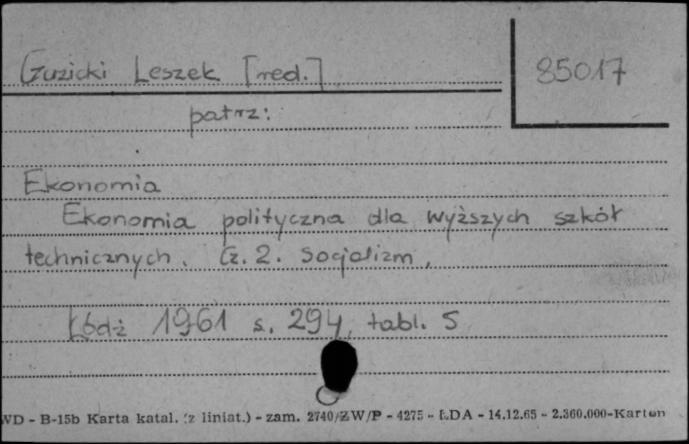 Guzicki Leszek [red.]
85017
patrz:
Ekonomia
Ekonomia polityczna dla wyższych szkół
technicznych. Cz. 2. Socjalizm,
Łódź 1961 s. 294, tabl. 5
WD - B-15b Karta katal. (z liniat.) - zam. 2740/ZW/P - 4275 - ŁDA - 14.12.65 - 2.360.000-Karton